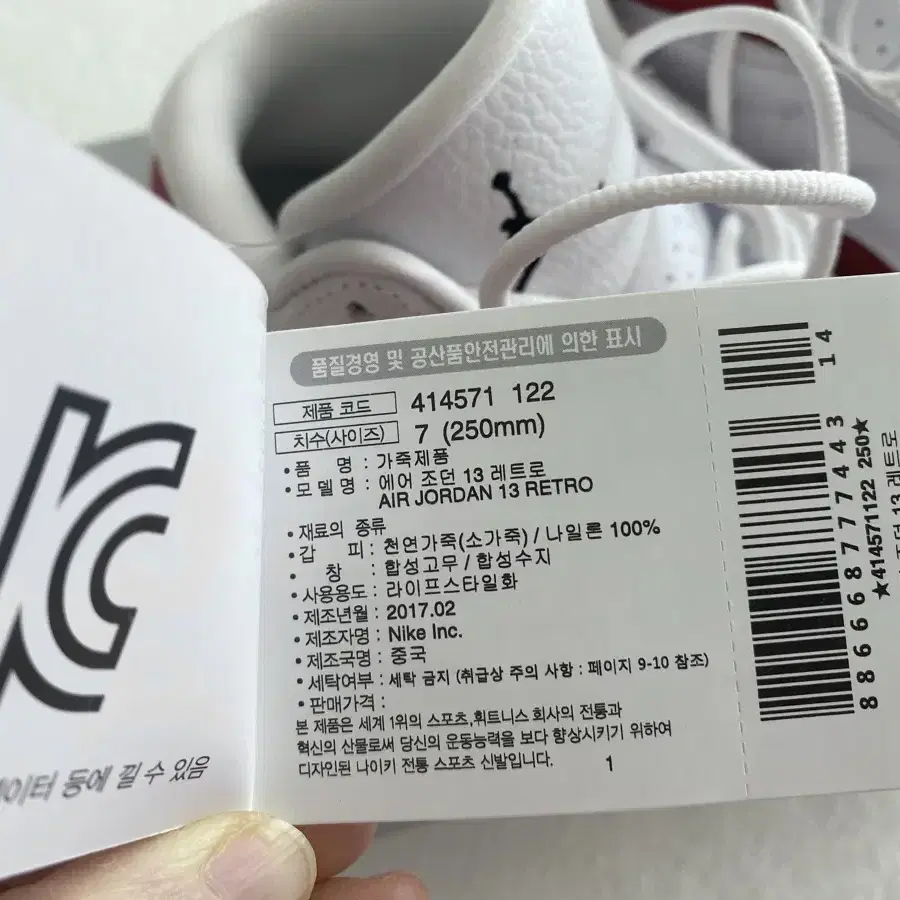 KC
이터 등에 낄 수 있음
품질경영 및 공산품안전관리에 의한 표시
제품 코드 414571 122
치수(사이즈) 7 (250mm)
•품 명 : 가죽제품
•모델명 : 에어 조던 13 레트로
AIR JORDAN 13 RETRO
•재료의 종류
•갑 피 : 천연가죽(소가죽) / 나일론 100%
•창 : 합성고무 / 합성수지
•사용용도 : 라이프스타일화
•제조년월 : 2017.02
•제조자명 : Nike Inc.
•제조국명 : 중국
•세탁여부 : 세탁 금지 (취급상 주의 사항 : 페이지 9-10 참조)
•판매가격 :
본 제품은 세계 1위의 스포츠,휘트니스 회사의 전통과
혁신의 산물로써 당신의 운동능력을 보다 향상시키기 위하여
디자인된 나이키 전통 스포츠 신발입니다. 1
14
886668777443
★414571122 250★
조던 13 레트로